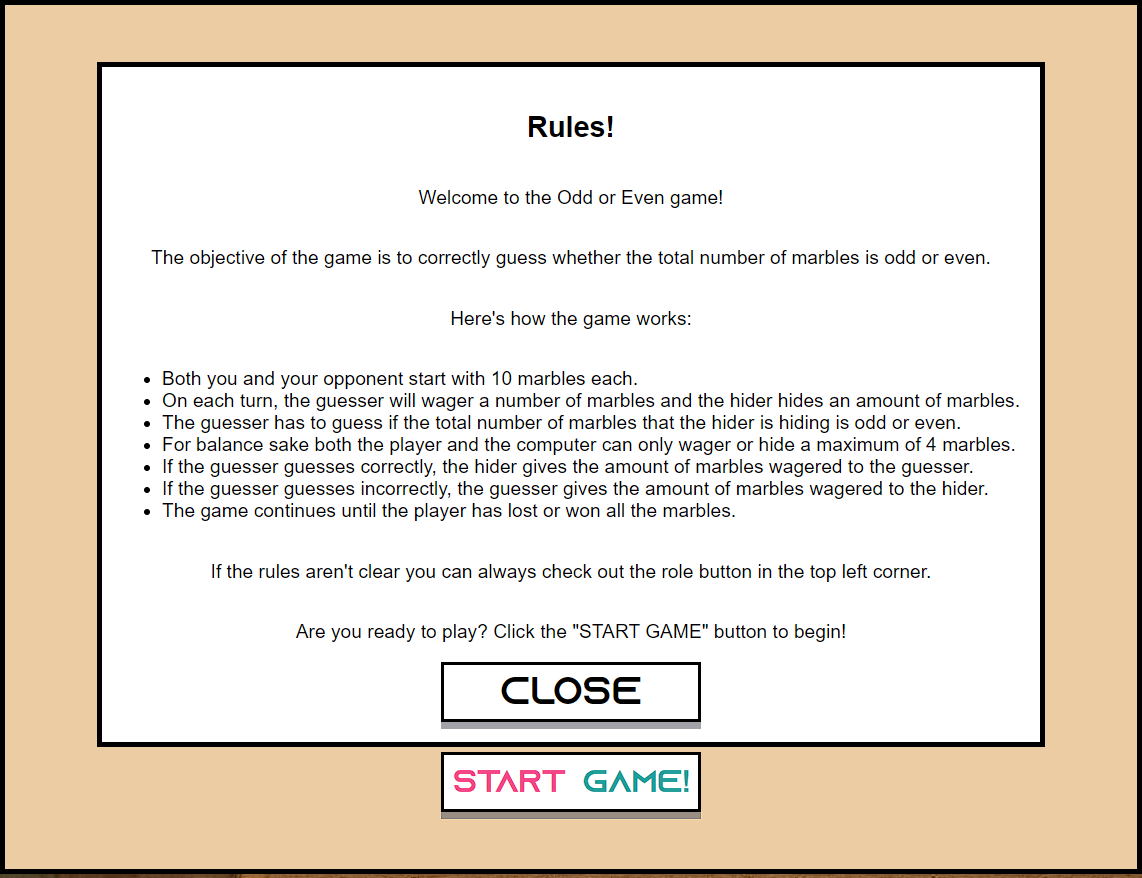 Rules!
Welcome to the Odd or Even game!
The objective of the game is to correctly guess whether the total number of marbles is odd or even.
Here's how the game works:
• Both you and your opponent start with 10 marbles each.
• On each turn, the guesser will wager a number of marbles and the hider hides an amount of marbles.
• The guesser has to guess if the total number of marbles that the hider is hiding is odd or even.
• For balance sake both the player and the computer can only wager or hide a maximum of 4 marbles.
• If the guesser guesses correctly, the hider gives the amount of marbles wagered to the guesser.
• If the guesser guesses incorrectly, the guesser gives the amount of marbles wagered to the hider.
• The game continues until the player has lost or won all the marbles.
If the rules aren't clear you can always check out the role button in the top left corner.
Are you ready to play? Click the "START GAME" button to begin!
CLOSE
START GAME!